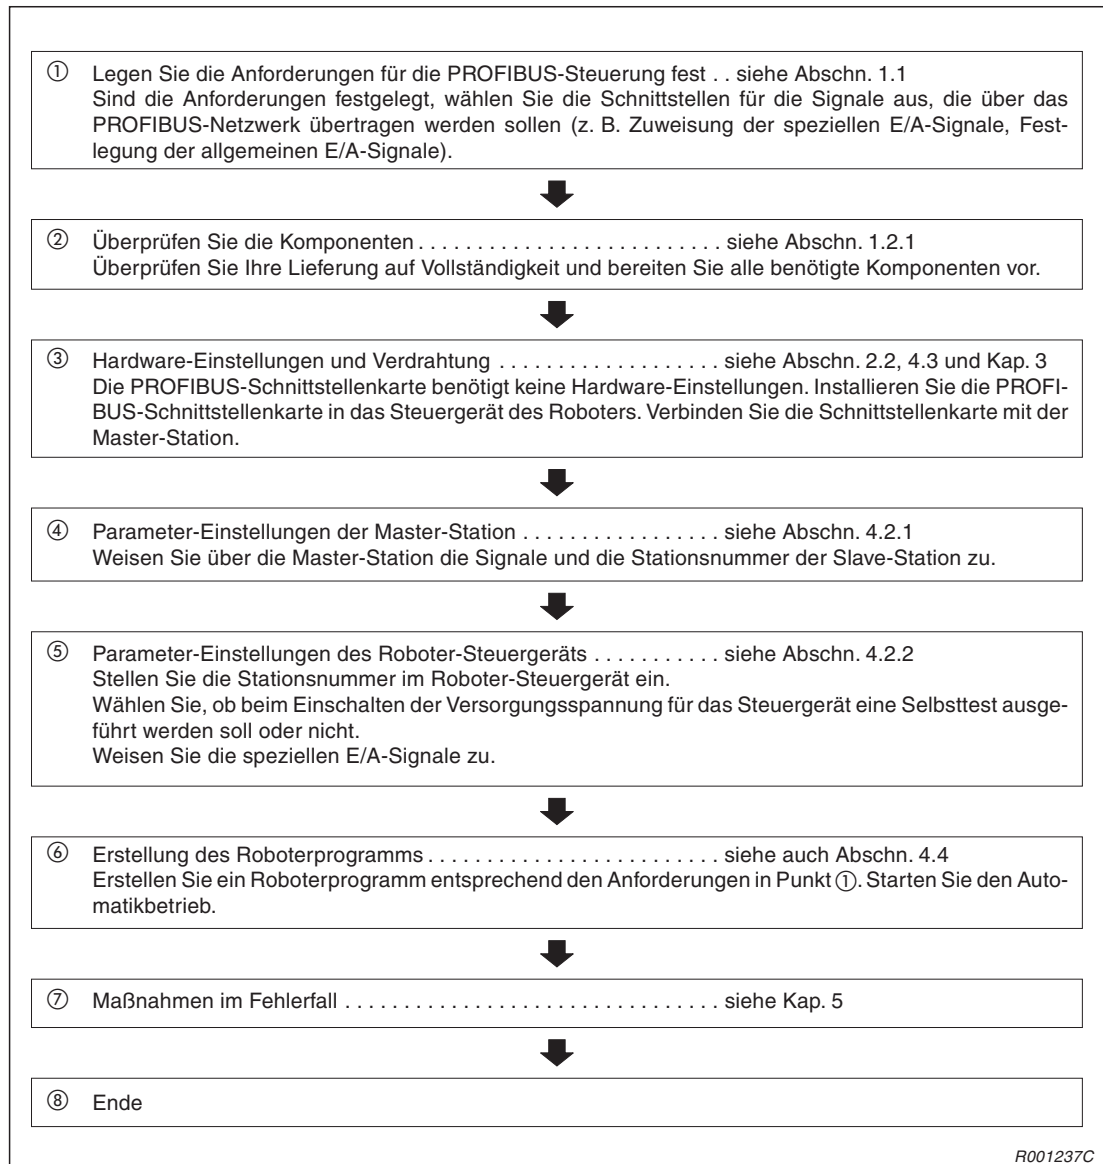 ① Legen Sie die Anforderungen für die PROFIBUS-Steuerung fest . . siehe Abschn. 1.1
Sind die Anforderungen festgelegt, wählen Sie die Schnittstellen für die Signale aus, die über das
PROFIBUS-Netzwerk übertragen werden sollen (z. B. Zuweisung der speziellen E/A-Signale, Fest-
legung der allgemeinen E/A-Signale).
② Überprüfen Sie die Komponenten . . . . . . . . . . . . . . . . . . . . . . . . . . . siehe Abschn. 1.2.1
Überprüfen Sie Ihre Lieferung auf Vollständigkeit und bereiten Sie alle benötigte Komponenten vor.
③ Hardware-Einstellungen und Verdrahtung . . . . . . . . . . . . . . . . . . . siehe Abschn. 2.2, 4.3 und Kap. 3
Die PROFIBUS-Schnittstellenkarte benötigt keine Hardware-Einstellungen. Installieren Sie die PROFI-
BUS-Schnittstellenkarte in das Steuergerät des Roboters. Verbinden Sie die Schnittstellenkarte mit der
Master-Station.
④ Parameter-Einstellungen der Master-Station . . . . . . . . . . . . . . . . . siehe Abschn. 4.2.1
Weisen Sie über die Master-Station die Signale und die Stationsnummer der Slave-Station zu.
⑤ Parameter-Einstellungen des Roboter-Steuergeräts . . . . . . . . . . . siehe Abschn. 4.2.2
Stellen Sie die Stationsnummer im Roboter-Steuergerät ein.
Wählen Sie, ob beim Einschalten der Versorgungsspannung für das Steuergerät eine Selbsttest ausge-
führt werden soll oder nicht.
Weisen Sie die speziellen E/A-Signale zu.
⑥ Erstellung des Roboterprogramms . . . . . . . . . . . . . . . . . . . . . . . . . . siehe auch Abschn. 4.4
Erstellen Sie ein Roboterprogramm entsprechend den Anforderungen in Punkt ①. Starten Sie den Auto-
matikbetrieb.
⑦ Maßnahmen im Fehlerfall . . . . . . . . . . . . . . . . . . . . . . . . . . . . . . . . . siehe Kap. 5
⑧ Ende
R001237C